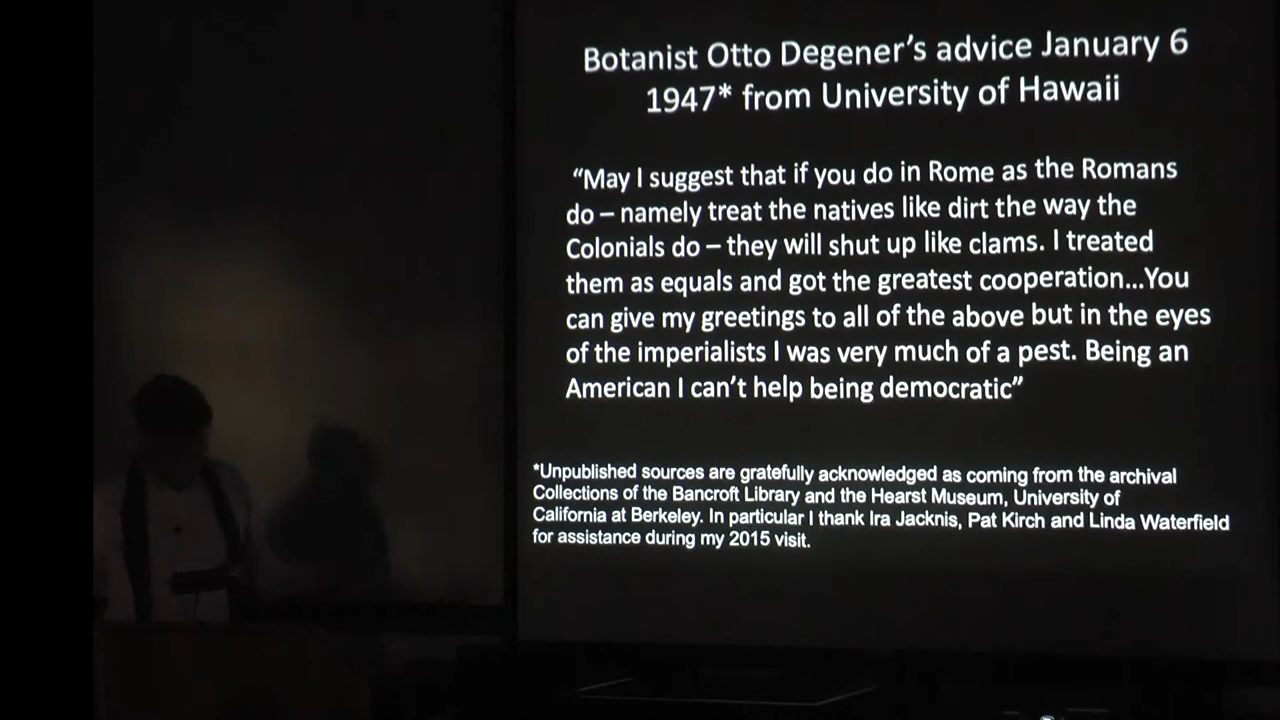 Botanist Otto Degener’s advice January 6
1947* from University of Hawaii
“May I suggest that if you do in Rome as the Romans
do – namely treat the natives like dirt the way the
Colonials do – they will shut up like clams. I treated
them as equals and got the greatest cooperation...You
can give my greetings to all of the above but in the eyes
of the imperialists I was very much of a pest. Being an
American I can’t help being democratic”
*Unpublished sources are gratefully acknowledged as coming from the archival
Collections of the Bancroft Library and the Hearst Museum, University of
California at Berkeley. In particular I thank Ira Jacknis, Pat Kirch and Linda Waterfield
for assistance during my 2015 visit.